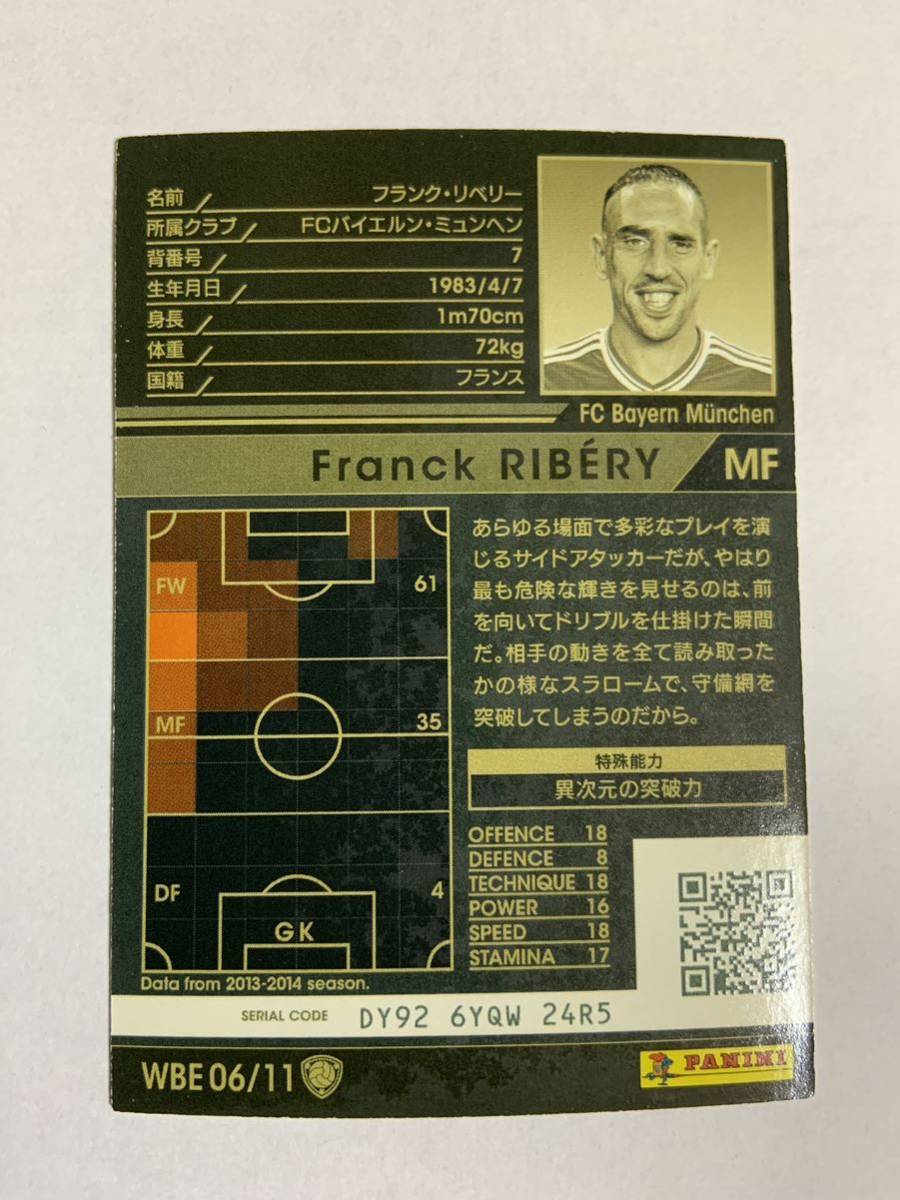 名前 フランク・リベリー
所属クラブ FCバイエルン・ミュンヘン
背番号 7
生年月日 1983/4/7
身長 1m70cm
体重 72kg
国籍 フランス
FC Bayern München
Franck RIBÉRY MF
FW 61
MF 35
DF 4
GK
Data from 2013-2014 season.
あらゆる場面で多彩なプレイを演
じるサイドアタッカーだが、やはり
最も危険な輝きを見せるのは、前
を向いてドリブルを仕掛けた瞬間
だ。相手の動きを全て読み取った
かの様なスラロームで、守備網を
突破してしまうのだから。
特殊能力
異次元の突破力
OFFENCE 18
DEFENCE 8
TECHNIQUE 18
POWER 16
SPEED 18
STAMINA 17
SERIAL CODE DY92 6YQW 24R5
WBE 06/11
PANINI